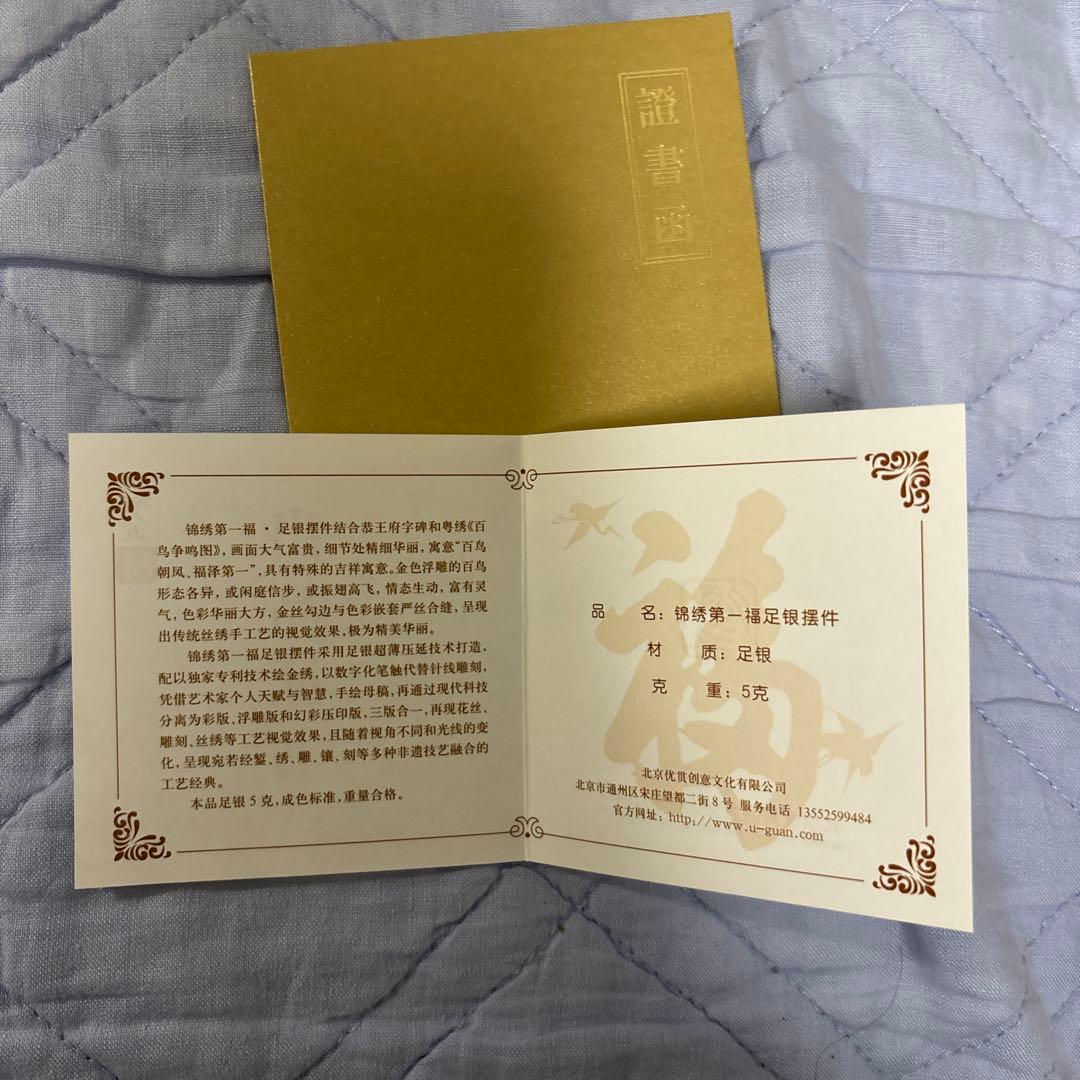 證書函
锦绣第一福·足银摆件结合恭王府字碑和粤绣《百
鸟争鸣图》，画面大气富贵，细节处精细华丽，寓意“百鸟
朝凤、福泽第一”，具有特殊的吉祥寓意。金色浮雕的百鸟
形态各异，或闲庭信步，或振翅高飞，情态生动，富有灵
气，色彩华丽大方，金丝勾边与色彩嵌套严丝合缝，呈现
出传统丝绣手工艺的视觉效果，极为精美华丽。
锦绣第一福足银摆件采用足银超薄压延技术打造，
配以独家专利技术绘金绣，以数字化笔触代替针线雕刻，
凭借艺术家个人天赋与智慧，手绘母稿，再通过现代科技
分离为彩版、浮雕版和幻彩压印版，三版合一，再现花丝、
雕刻、丝绣等工艺视觉效果，且随着视角不同和光线的变
化，呈现宛若经錾、绣、雕、镶、刻等多种非遗技艺融合的
工艺经典。
本品足银5克，成色标准，重量合格。
福
品 名：锦绣第一福足银摆件
材 质：足银
克 重：5克
北京优贯创意文化有限公司
北京市通州区宋庄望都二街8号 服务电话 13552599484
官方网址：http://www.u-guan.com